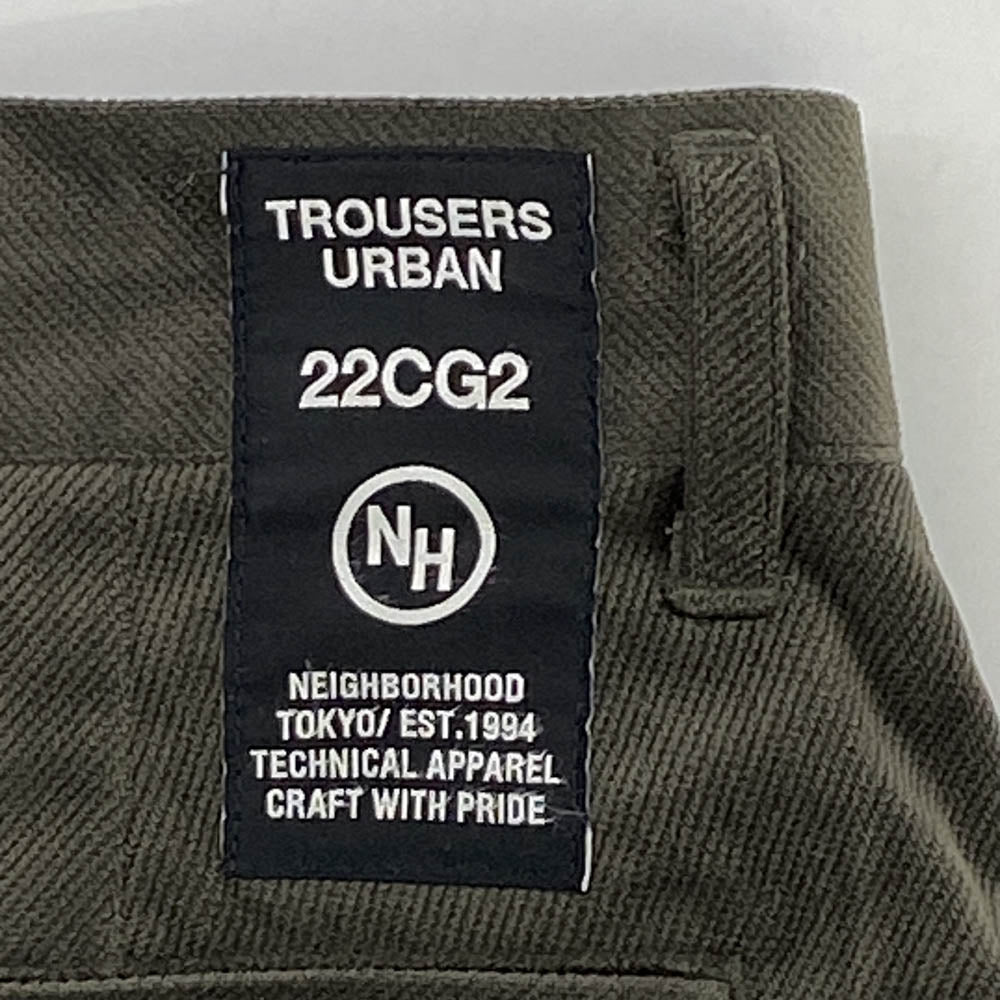 TROUSERS
URBAN
22CG2
NH
NEIGHBORHOOD
TOKYO/ EST.1994
TECHNICAL APPAREL
CRAFT WITH PRIDE